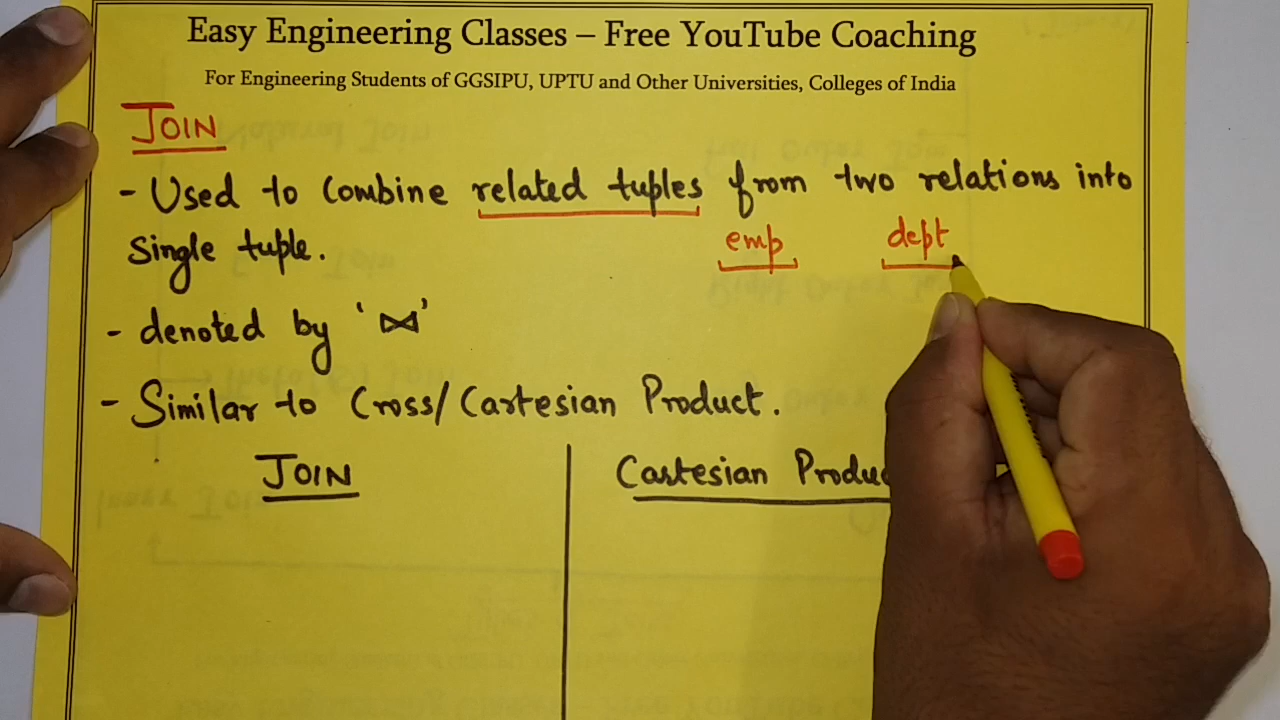 Easy Engineering Classes – Free YouTube Coaching
For Engineering Students of GGSIPU, UPTU and Other Universities, Colleges of India
JOIN
- Used to combine related tuples from two relations into
single tuple.
emp dept
- denoted by '⋈'
- Similar to Cross/Cartesian Product.
JOIN
Cartesian Produc